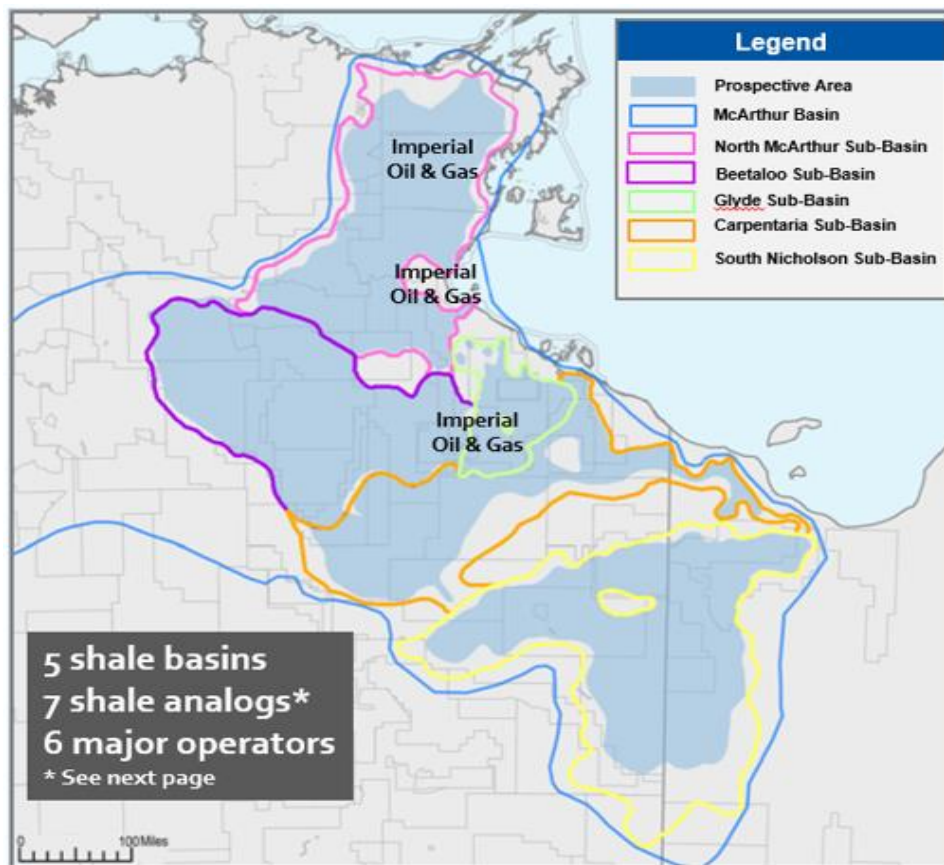 Legend
Prospective Area
McArthur Basin
North McArthur Sub-Basin
Beetaloo Sub-Basin
Glyde Sub-Basin
Carpentaria Sub-Basin
South Nicholson Sub-Basin
Imperial
Oil & Gas
Imperial
Oil & Gas
Imperial
Oil & Gas
5 shale basins
7 shale analogs*
6 major operators
* See next page
0
100Miles